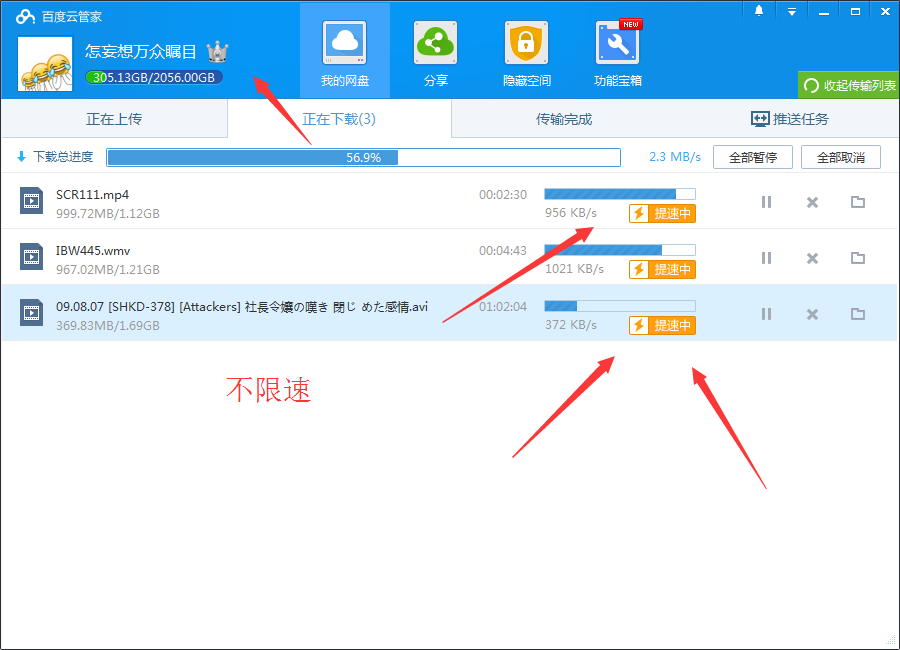 百度云管家
怎妄想万众瞩目
305.13GB/2056.00GB
我的网盘
分享
隐藏空间
NEW
功能宝箱
收起传输列表
正在上传
正在下载(3)
传输完成
推送任务
下载总进度
56.9%
2.3 MB/s
全部暂停
全部取消
SCR111.mp4
999.72MB/1.12GB
00:02:30
956 KB/s
提速中
IBW445.wmv
967.02MB/1.21GB
00:04:43
1021 KB/s
提速中
09.08.07 [SHKD-378] [Attackers] 社長令嬢の嘆き 閉じ めた感情.avi
369.83MB/1.69GB
01:02:04
372 KB/s
提速中
不限速